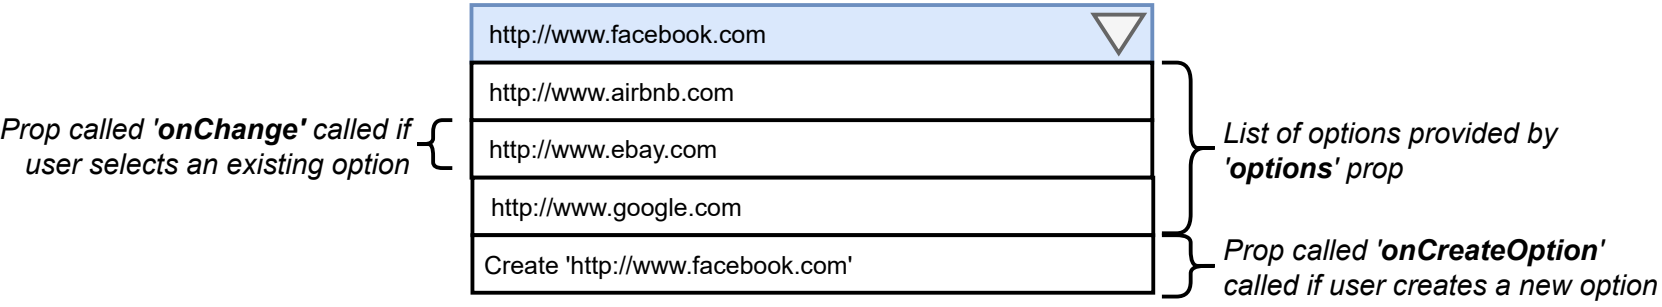 http://www.facebook.com
http://www.airbnb.com
http://www.ebay.com
http://www.google.com
Create 'http://www.facebook.com'
Prop called 'onChange' called if
user selects an existing option
List of options provided by
'options' prop
Prop called 'onCreateOption'
called if user creates a new option